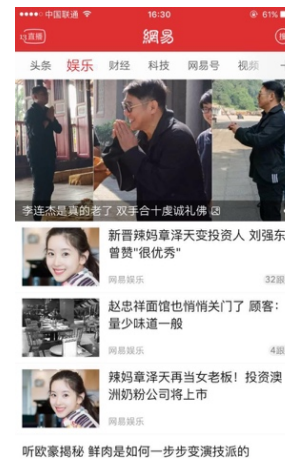 中国联通 16:30 61%
直播 網易
头条 娱乐 财经 科技 网易号 视频
李连杰是真的老了 双手合十虔诚礼佛
新晋辣妈章泽天变投资人 刘强东
曾赞"很优秀"
网易娱乐 32跟
赵忠祥面馆也悄悄关门了 顾客：
量少味道一般
网易娱乐 4跟
辣妈章泽天再当女老板！投资澳
洲奶粉公司将上市
网易娱乐
听欧豪揭秘 鲜肉是如何一步步变演技派的